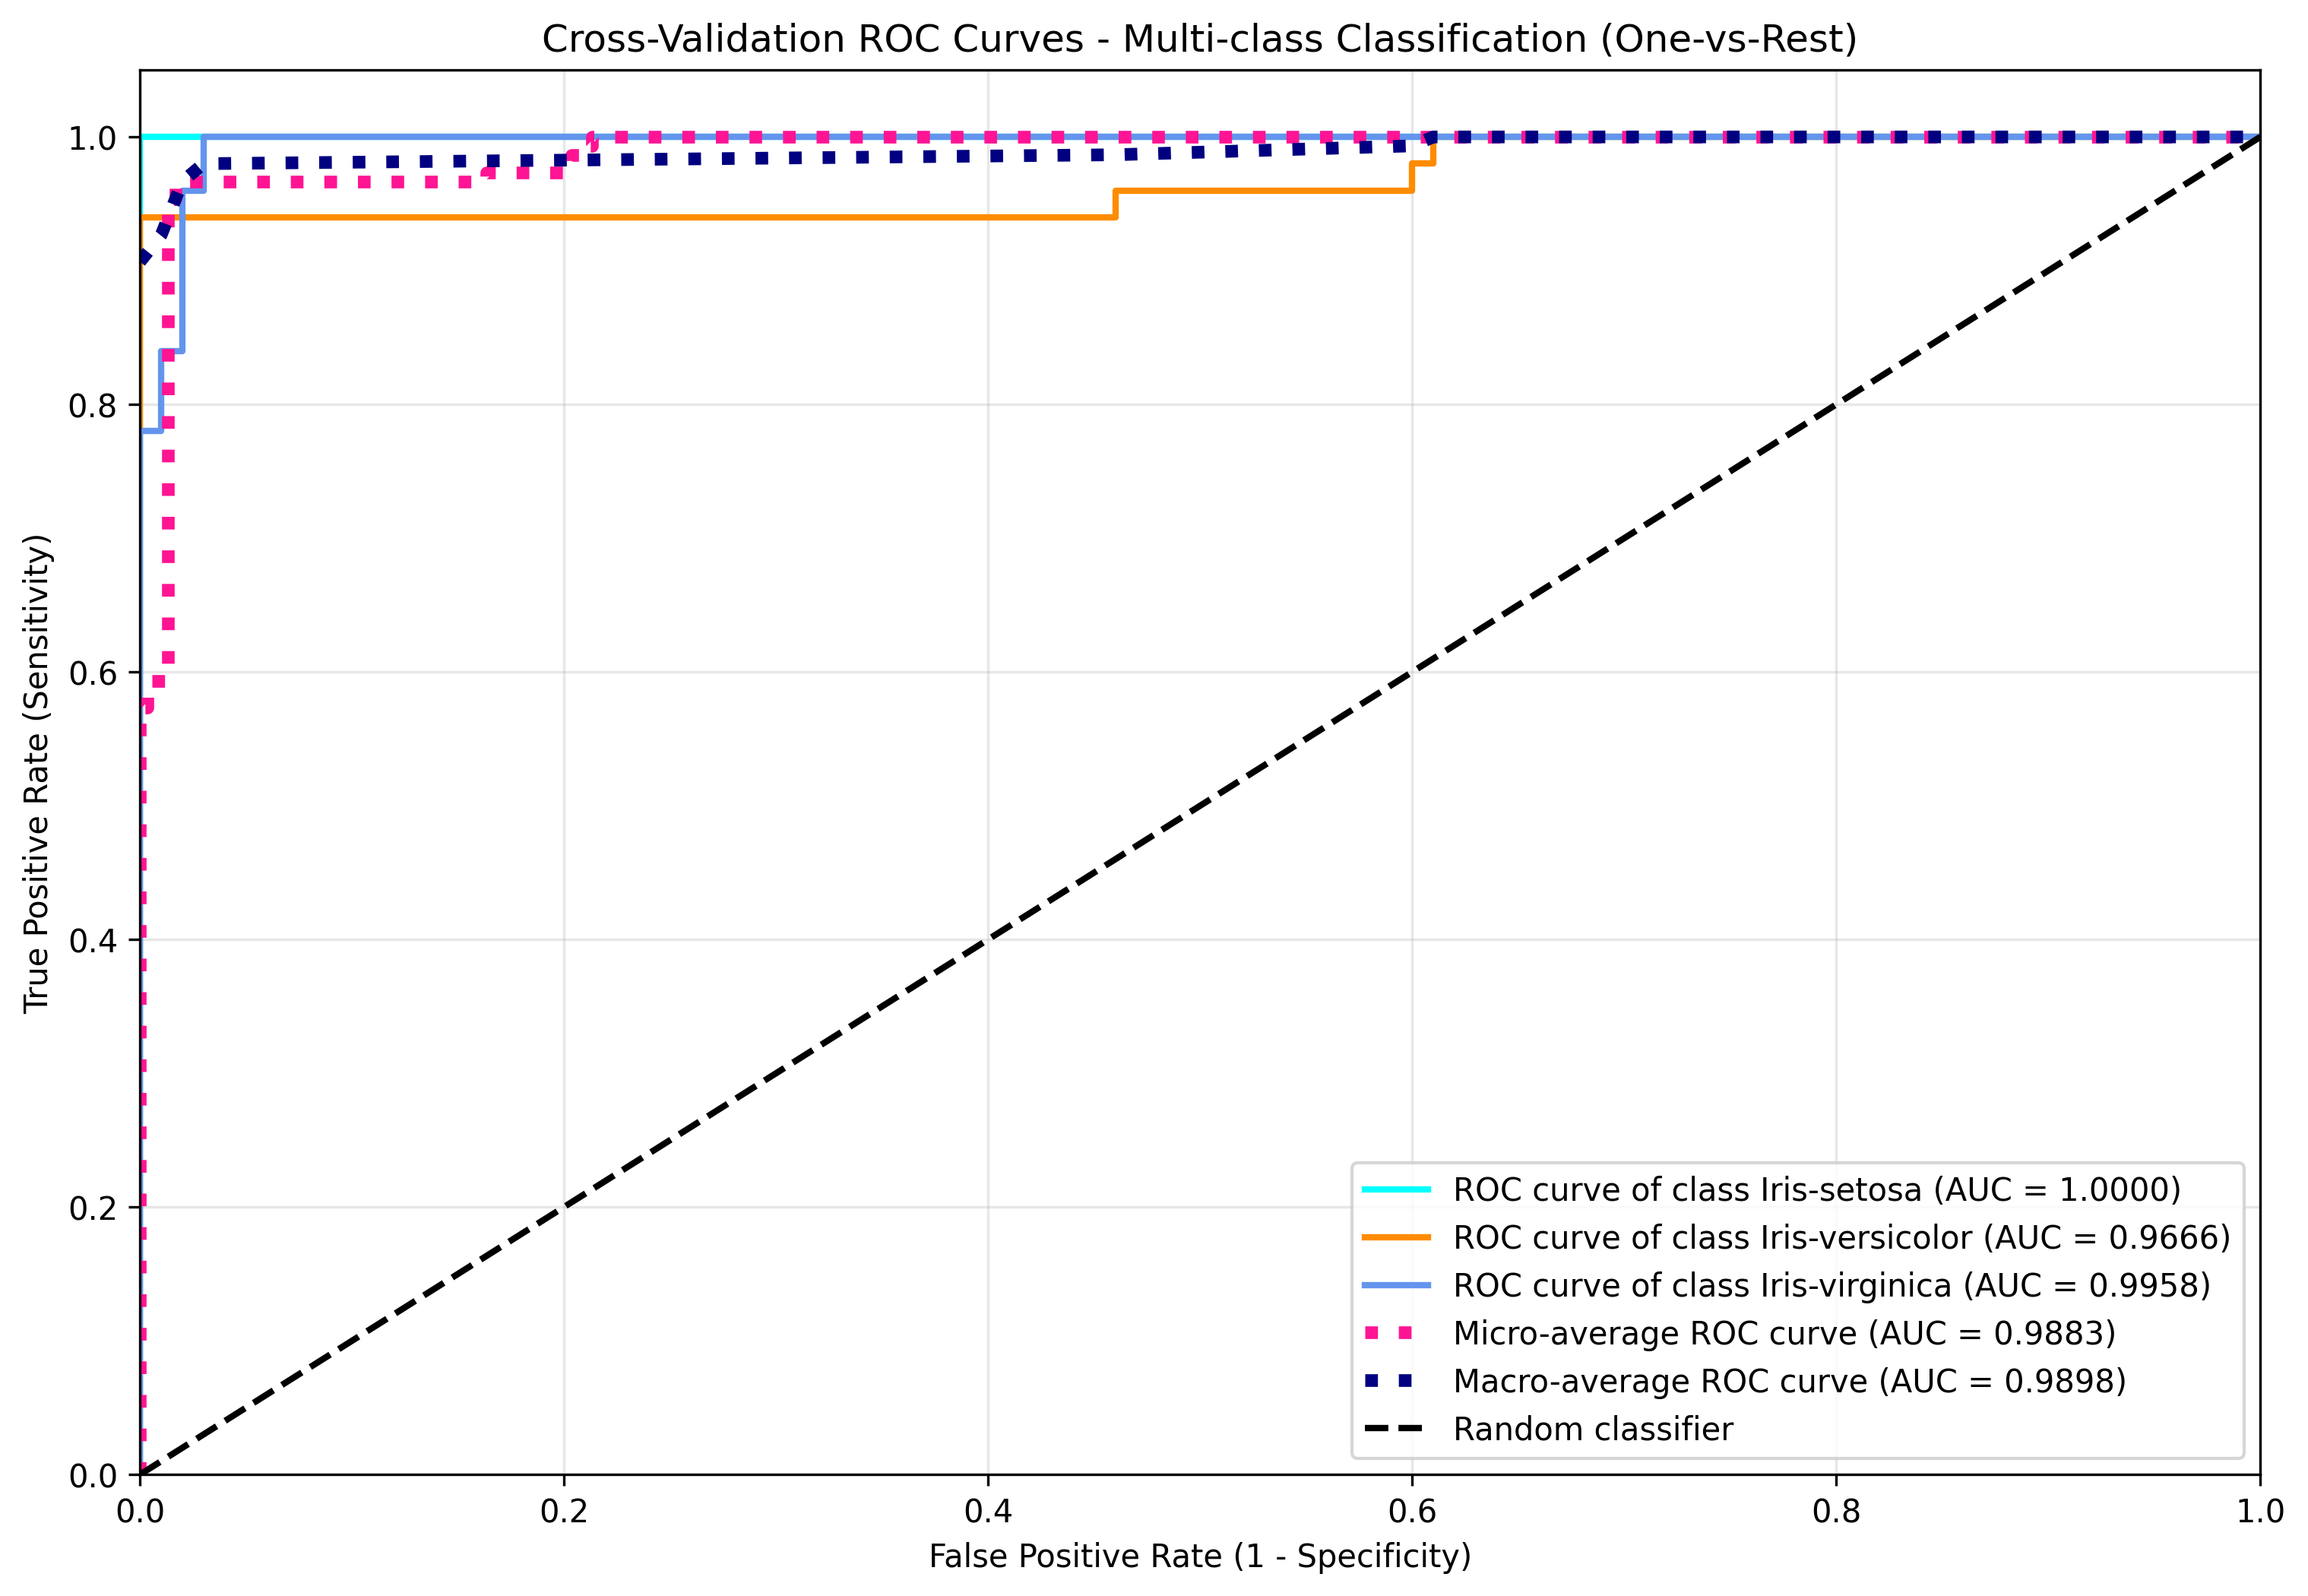 Cross-Validation ROC Curves - Multi-class Classification (One-vs-Rest)
True Positive Rate (Sensitivity)
1.0
0.8
0.6
0.4
0.2
0.0
0.0 0.2 0.4 0.6 0.8 1.0
False Positive Rate (1 - Specificity)
ROC curve of class Iris-setosa (AUC = 1.0000)
ROC curve of class Iris-versicolor (AUC = 0.9666)
ROC curve of class Iris-virginica (AUC = 0.9958)
Micro-average ROC curve (AUC = 0.9883)
Macro-average ROC curve (AUC = 0.9898)
Random classifier